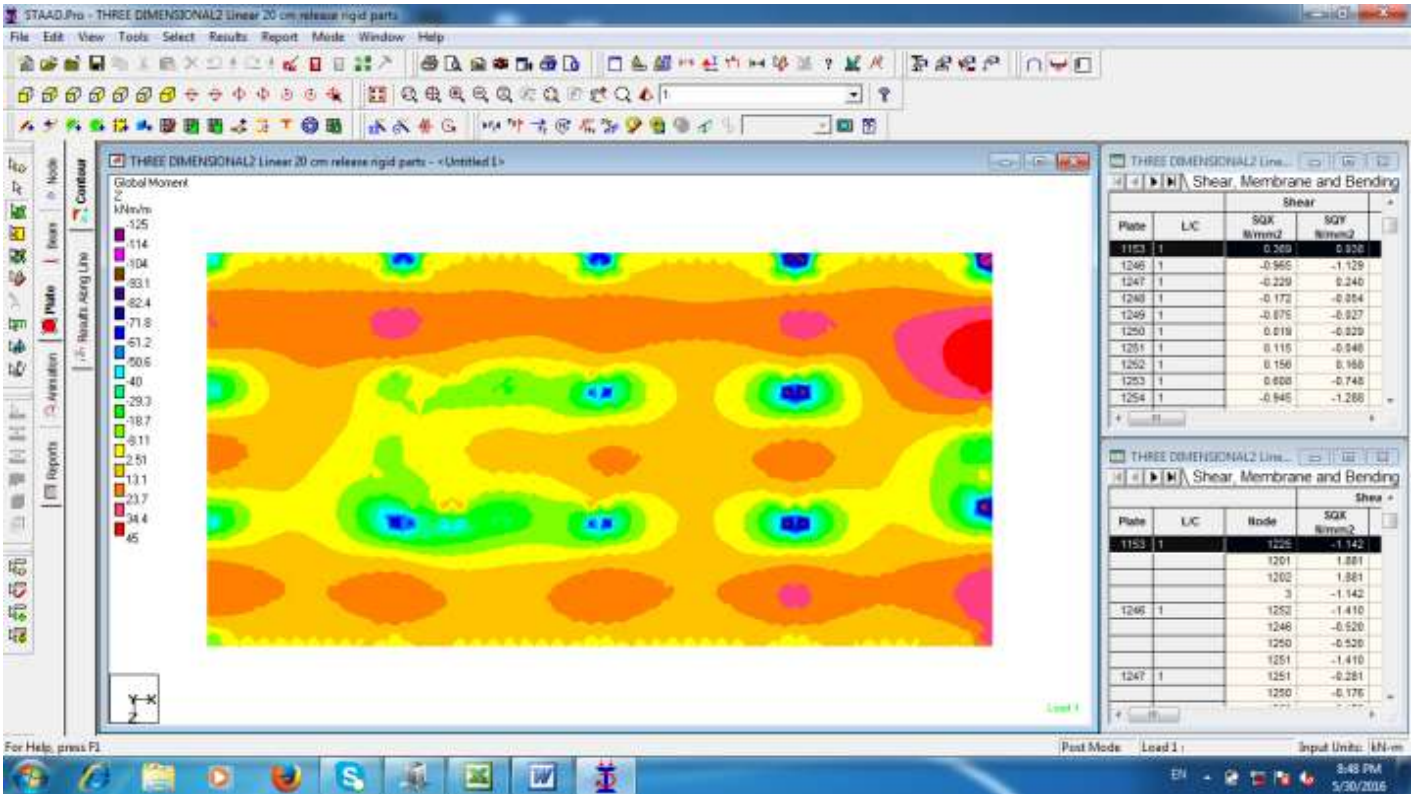 STAAD.Pro - THREE DIMENSIONAL2 Linear 20 cm release rigid parts
File Edit View Tools Select Results Report Mode Window Help
1
Node
Beam
Plate
Animation
Reports
Contour
Results Along Line
THREE DIMENSIONAL2 Linear 20 cm release rigid parts - <Untitled 1>
Global Moment
Z
kNm/m
-125
-114
-104
-93.1
-82.4
-71.8
-61.2
-50.6
-40
-29.3
-18.7
-8.11
2.51
13.1
23.7
34.4
45
Y X
Z
Load 1
THREE DIMENSIONAL2 Line...
Shear, Membrane and Bending
Shear
Plate L/C SQX N/mm2 SQY N/mm2
1153 1 0.369 0.938
1246 1 -0.965 -1.129
1247 1 -0.229 0.240
1248 1 -0.172 -0.054
1249 1 -0.075 -0.027
1250 1 0.019 -0.029
1251 1 0.115 -0.048
1252 1 0.156 0.168
1253 1 0.608 -0.748
1254 1 -0.945 -1.288
THREE DIMENSIONAL2 Line...
Shear, Membrane and Bending
Shea
Plate L/C Node SQX N/mm2
1153 1 1225 -1.142
1201 1.881
1202 1.881
3 -1.142
1246 1 1252 -1.410
1246 -0.520
1250 -0.520
1251 -1.410
1247 1 1251 -0.281
1250 -0.176
For Help, press F1
Post Mode Load 1 : Input Units: kN-m
EN
8:48 PM
5/30/2016